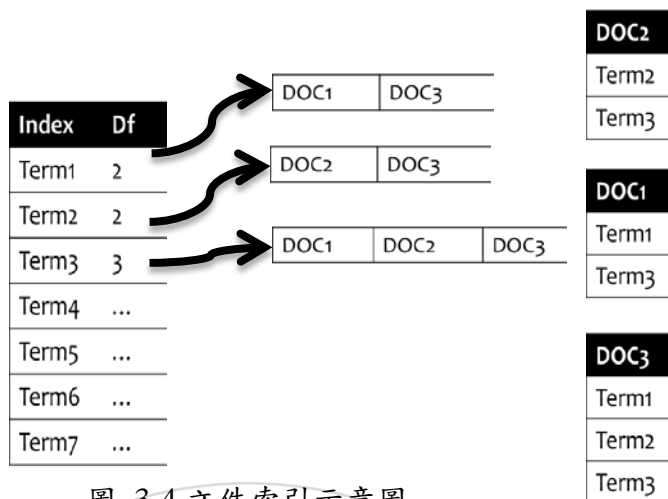 Index Df
Term1 2
Term2 2
Term3 3
Term4 ...
Term5 ...
Term6 ...
Term7 ...
DOC1 DOC3
DOC2 DOC3
DOC1 DOC2 DOC3
DOC2
Term2
Term3
DOC1
Term1
Term3
DOC3
Term1
Term2
Term3
圖 3.4 文件索引示意圖